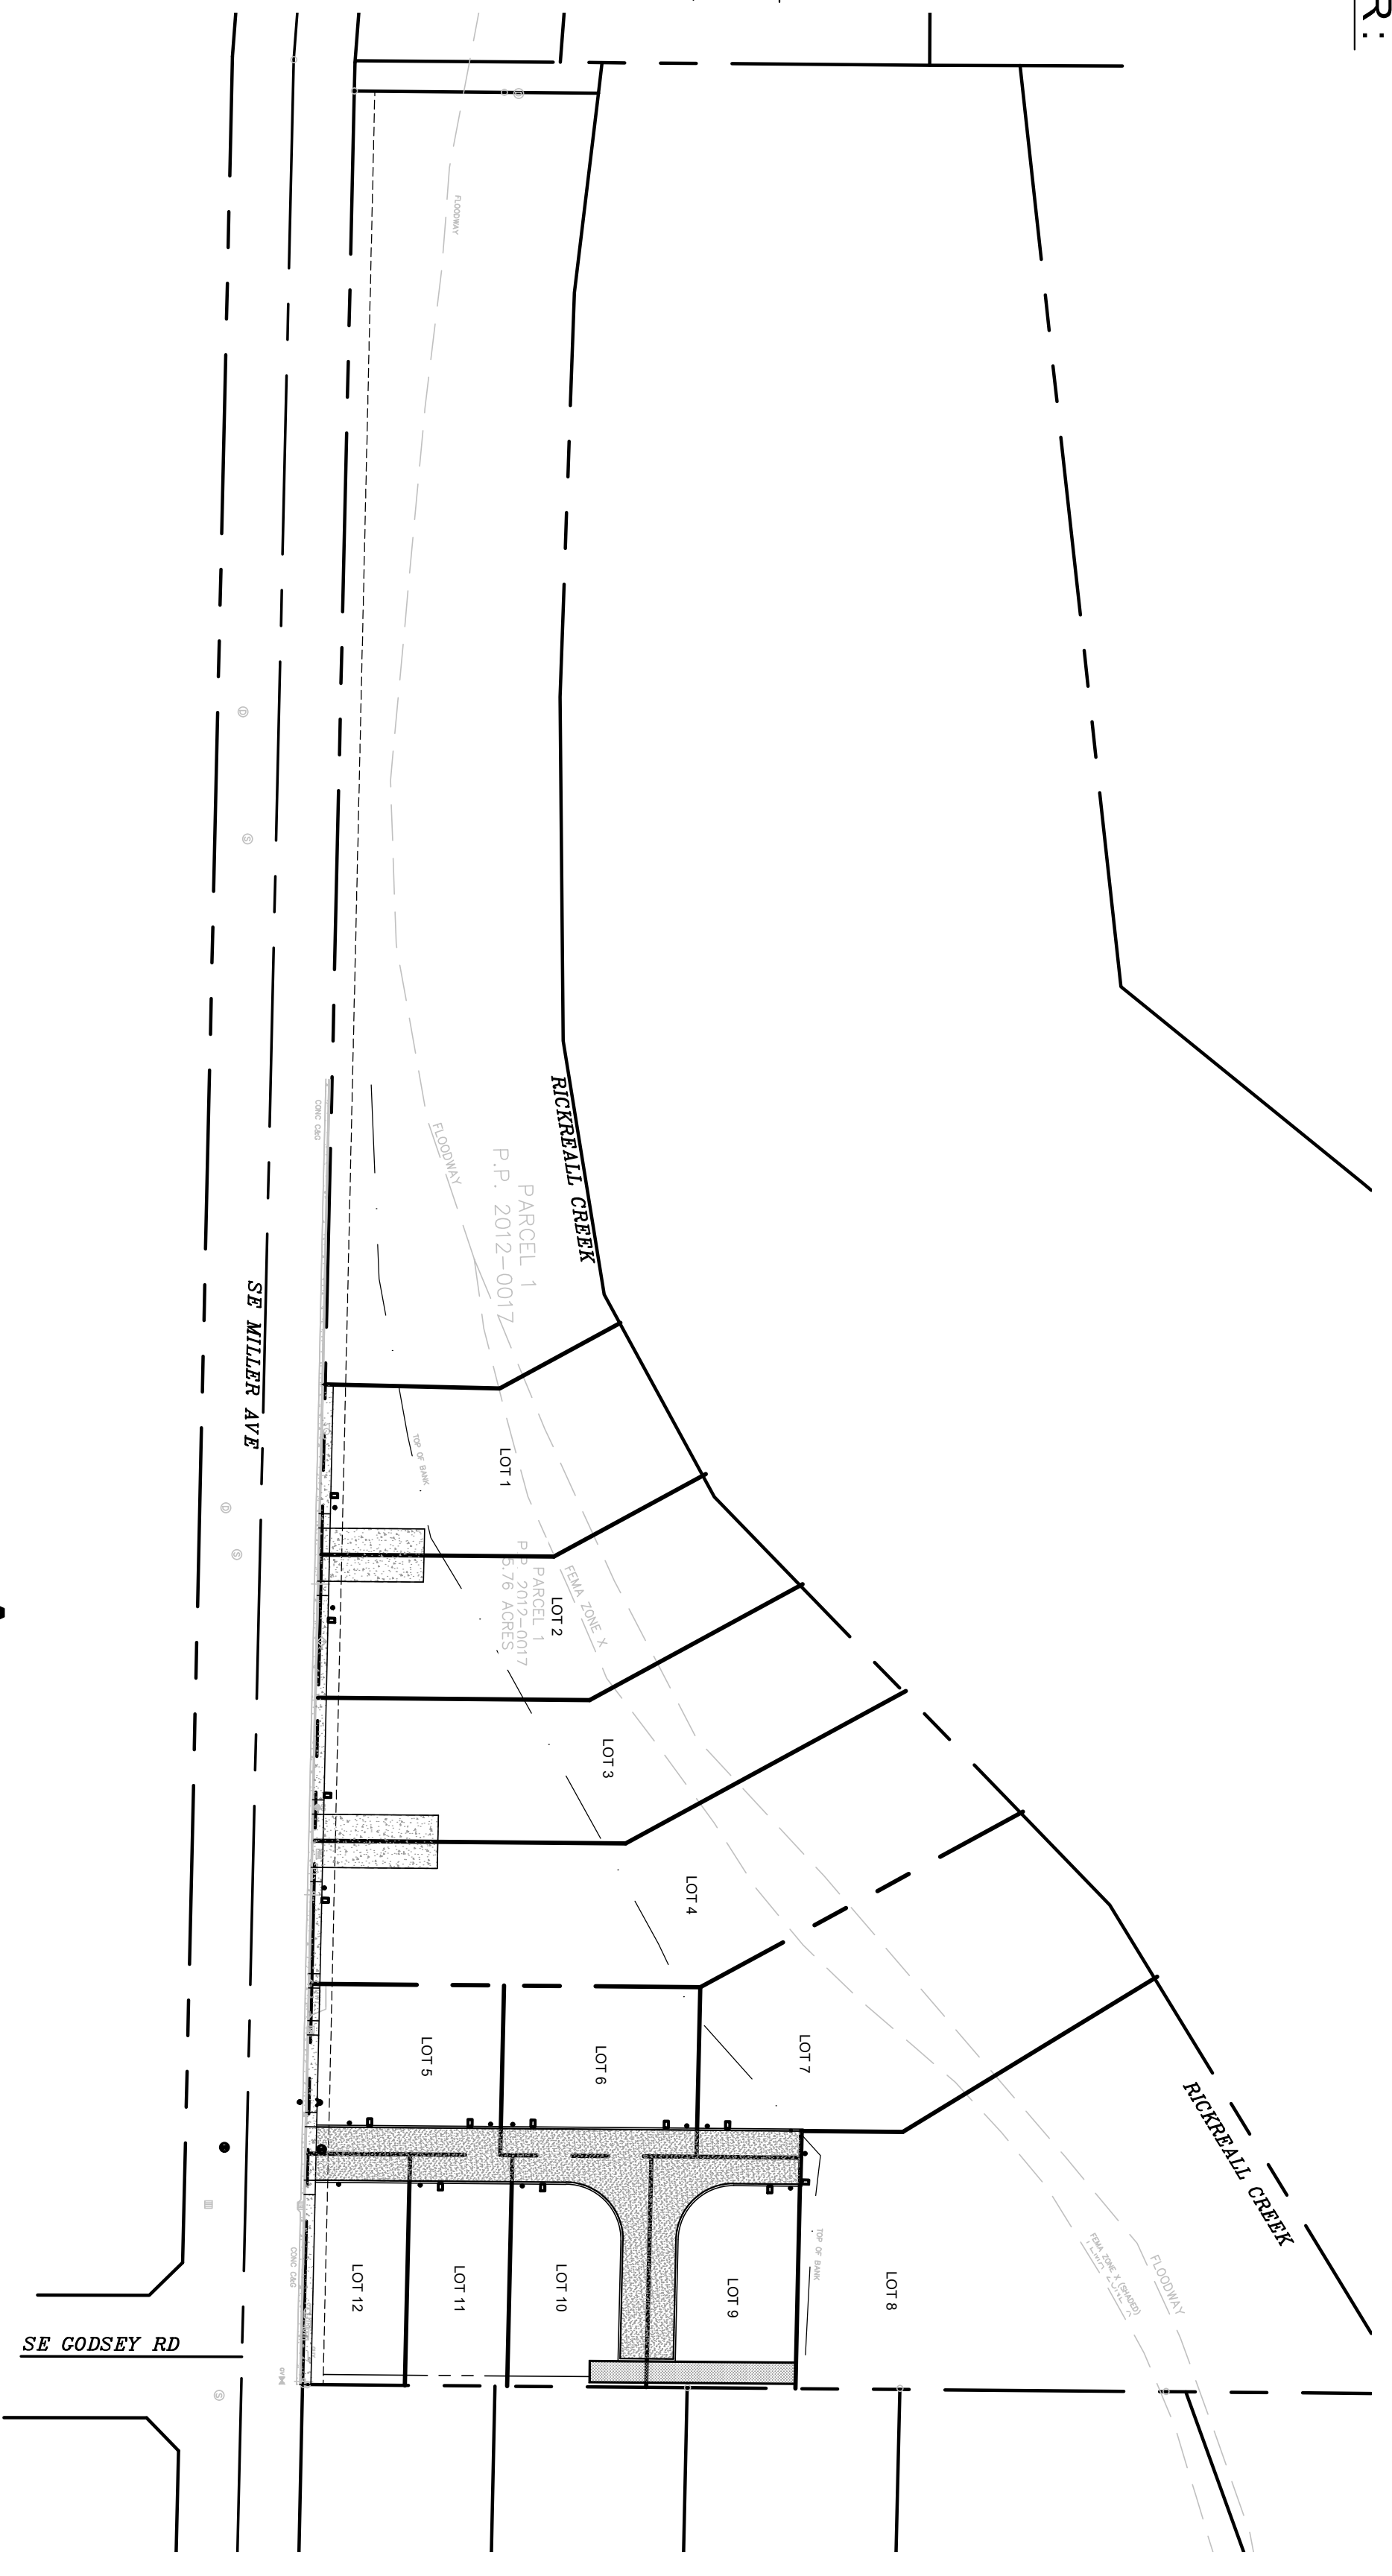 R:
FLOODWAY
RICKREALL CREEK
FLOODWAY
PARCEL 1
P.P. 2012-0017
CONC C&G
SE MILLER AVE
TOP OF BANK
LOT 1
LOT 2
FEMA ZONE X
PARCEL 1
P.P. 2012-0017
5.76 ACRES
LOT 3
LOT 4
LOT 5
LOT 6
LOT 7
RICKREALL CREEK
LOT 8
LOT 9
LOT 10
LOT 11
LOT 12
TOP OF BANK
FEMA ZONE X (SHADED)
FLOODWAY
CONC C&G
SE GODSEY RD
D
S
D
S
S